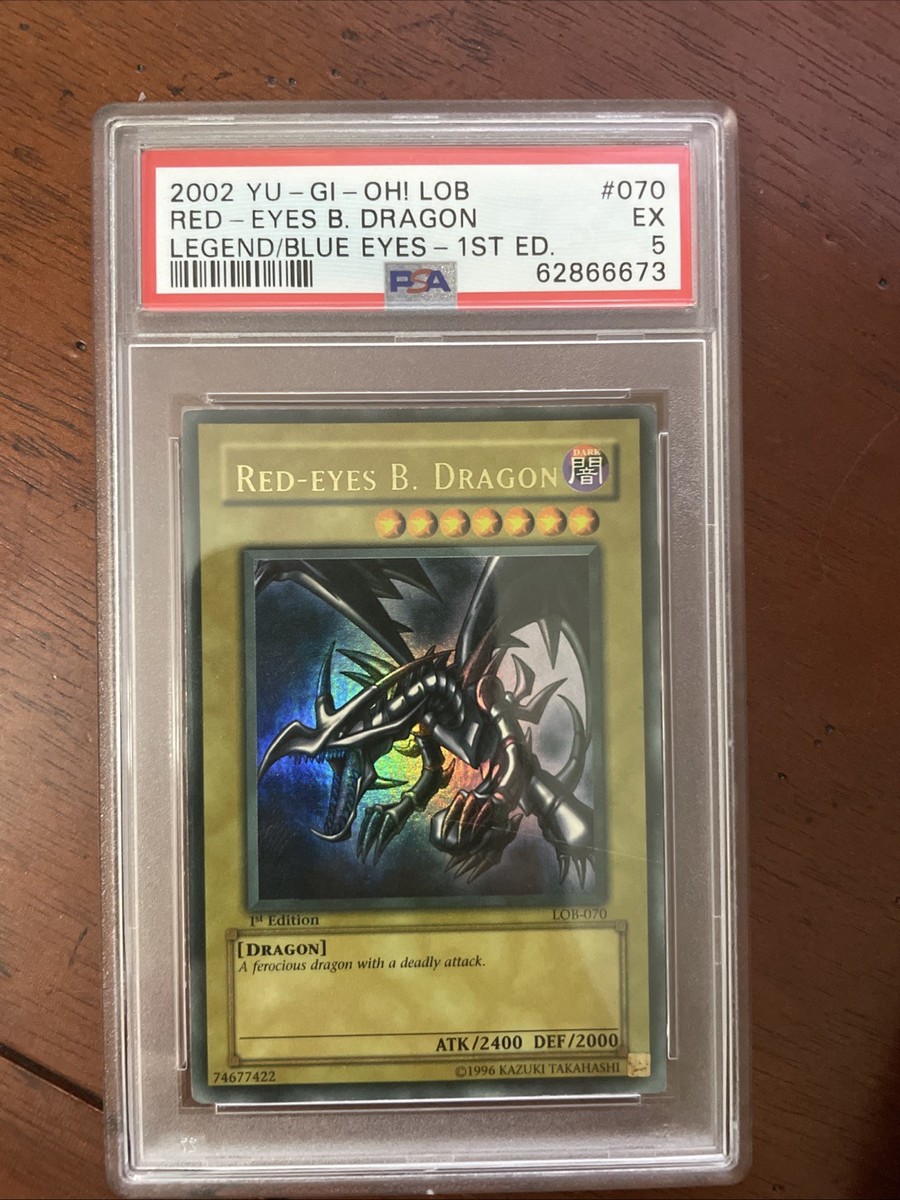 2002 YU-GI-OH! LOB #070
RED-EYES B. DRAGON EX
LEGEND/BLUE EYES-1ST ED. 5
PSA 62866673
RED-EYES B. DRAGON
DARK
闇
1st Edition LOB-070
[DRAGON]
A ferocious dragon with a deadly attack.
ATK/2400 DEF/2000
74677422 ©1996 KAZUKI TAKAHASHI